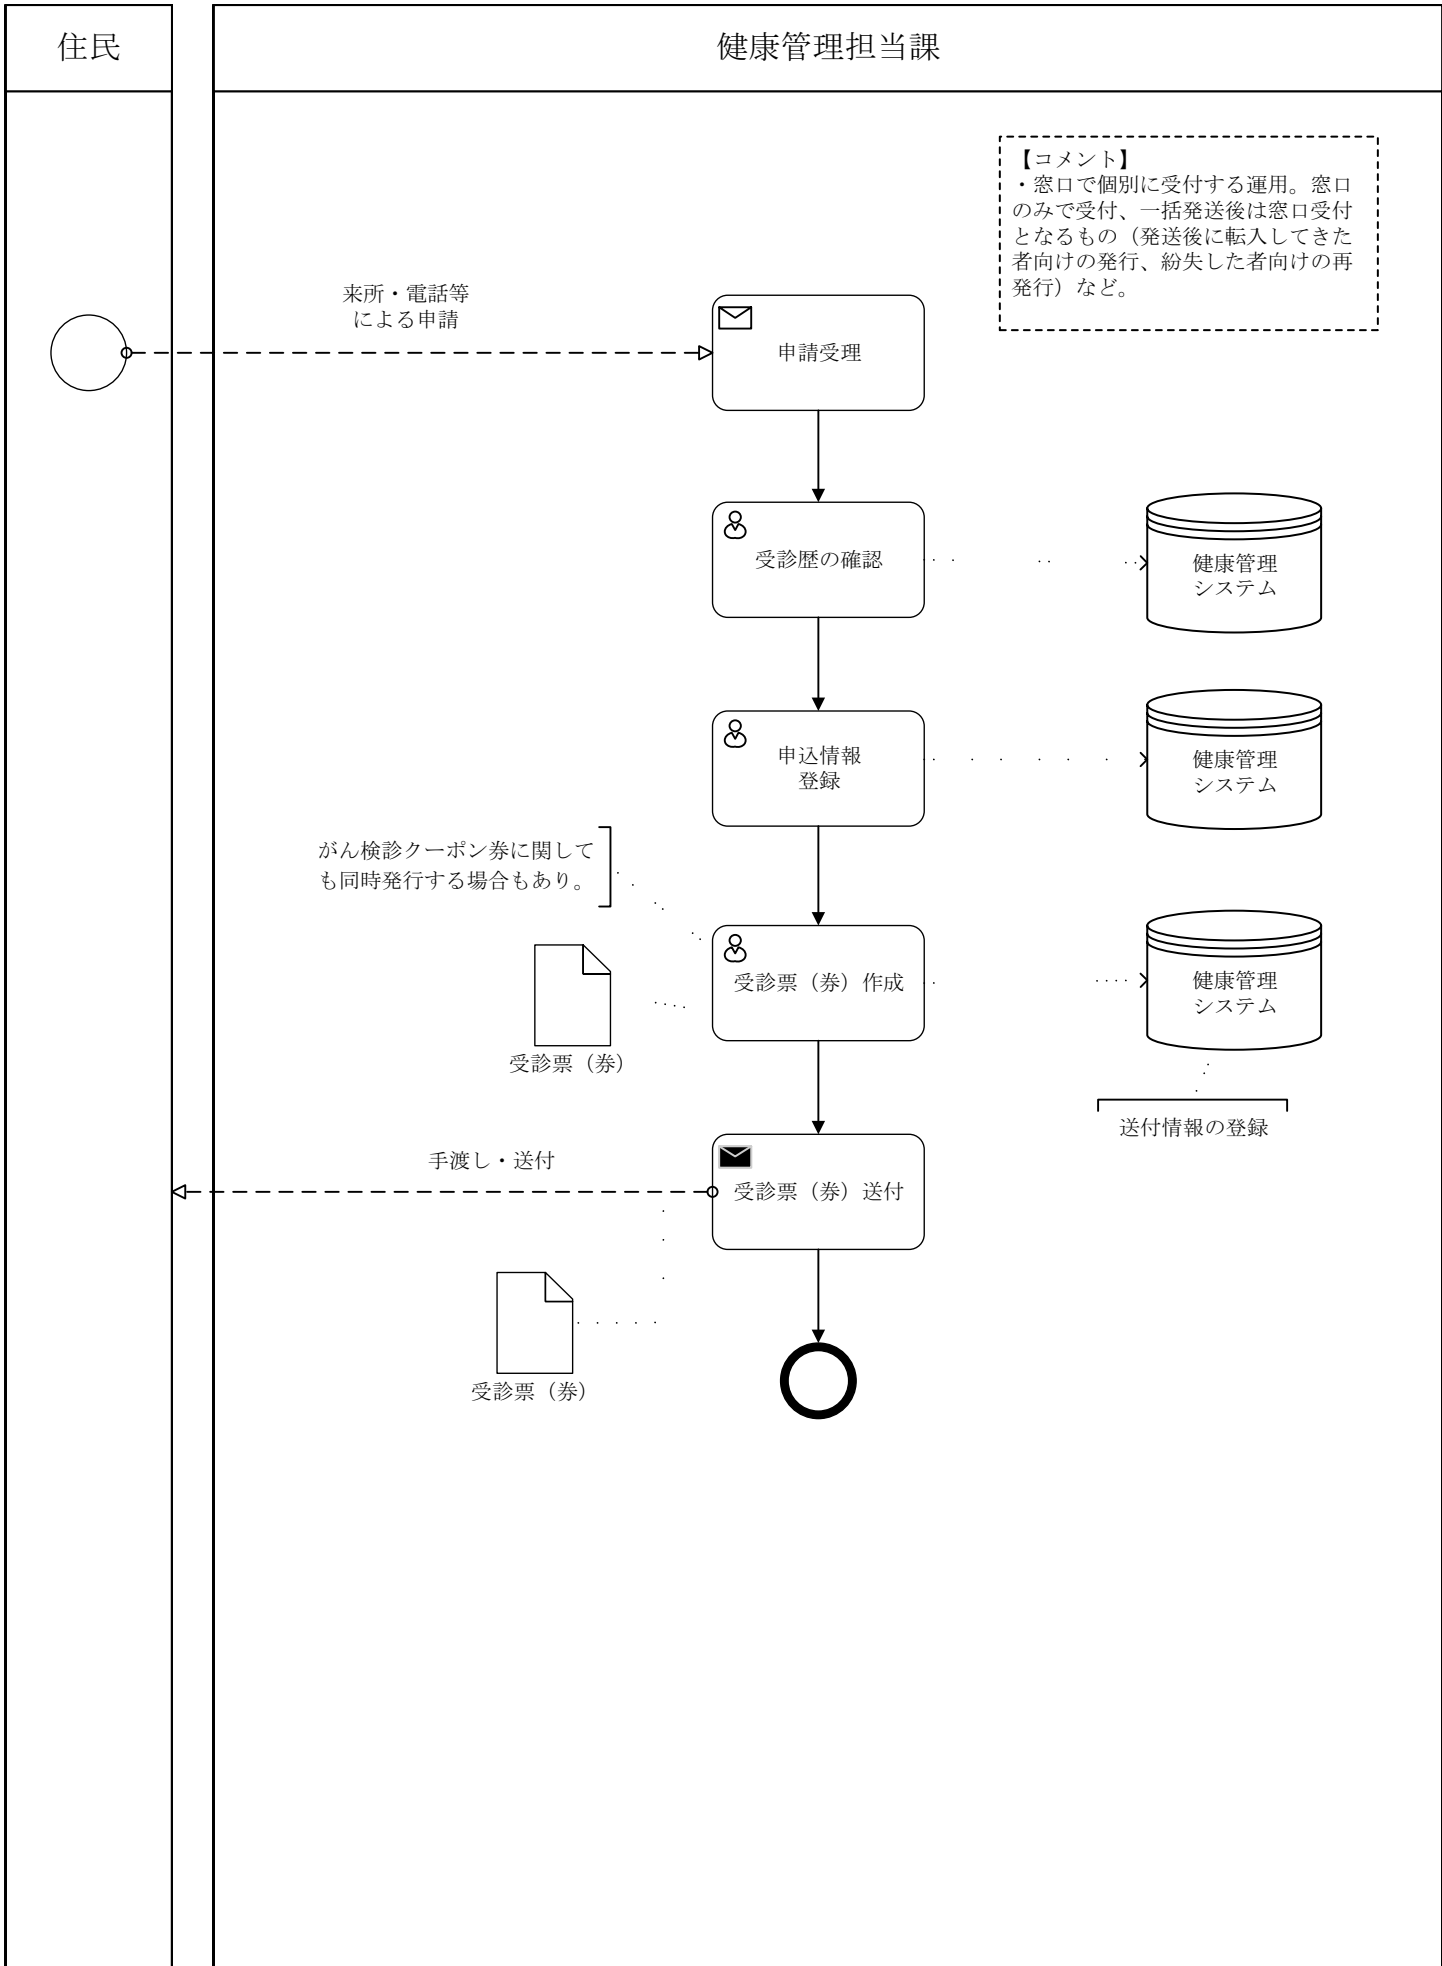 住民
健康管理担当課
【コメント】
・窓口で個別に受付する運用。窓口
のみで受付、一括発送後は窓口受付
となるもの（発送後に転入してきた
者向けの発行、紛失した者向けの再
発行）など。
来所・電話等
による申請
申請受理
受診歴の確認
健康管理
システム
申込情報
登録
健康管理
システム
がん検診クーポン券に関して
も同時発行する場合もあり。
受診票（券）作成
健康管理
システム
受診票（券）
送付情報の登録
手渡し・送付
受診票（券）送付
受診票（券）